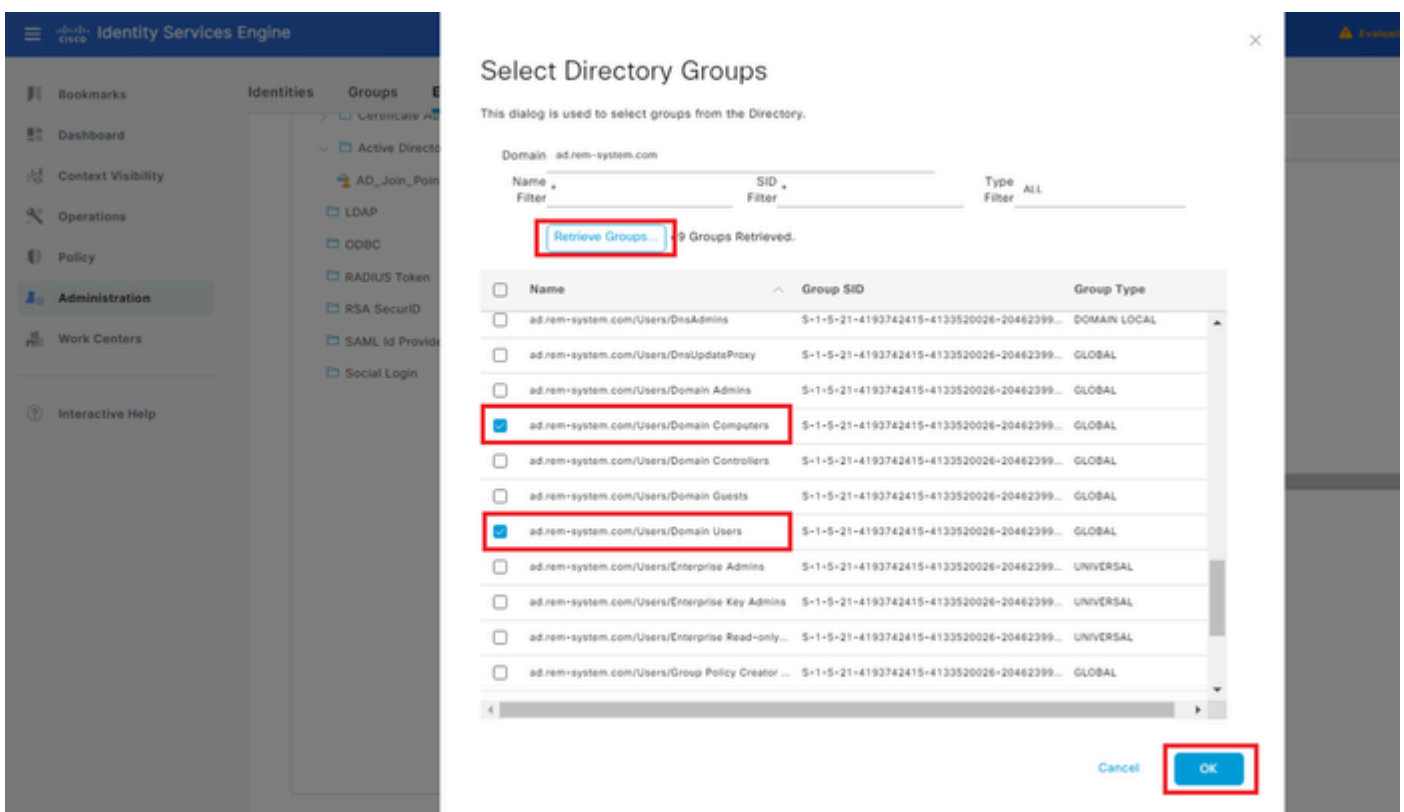 cisco Identity Services Engine
Evaluati
Bookmarks
Dashboard
Context Visibility
Operations
Policy
Administration
Work Centers
Interactive Help
Identities Groups E
Certificate Au
Active Directo
AD_Join_Poin
LDAP
ODBC
RADIUS Token
RSA SecurID
SAML Id Provide
Social Login
Select Directory Groups
This dialog is used to select groups from the Directory.
Domain ad.rem-system.com
Name Filter * SID Filter * Type Filter ALL
Retrieve Groups... 9 Groups Retrieved.
Name Group SID Group Type
ad.rem-system.com/Users/DnsAdmins S-1-5-21-4193742415-4133520026-20462399... DOMAIN LOCAL
ad.rem-system.com/Users/DnsUpdateProxy S-1-5-21-4193742415-4133520026-20462399... GLOBAL
ad.rem-system.com/Users/Domain Admins S-1-5-21-4193742415-4133520026-20462399... GLOBAL
ad.rem-system.com/Users/Domain Computers S-1-5-21-4193742415-4133520026-20462399... GLOBAL
ad.rem-system.com/Users/Domain Controllers S-1-5-21-4193742415-4133520026-20462399... GLOBAL
ad.rem-system.com/Users/Domain Guests S-1-5-21-4193742415-4133520026-20462399... GLOBAL
ad.rem-system.com/Users/Domain Users S-1-5-21-4193742415-4133520026-20462399... GLOBAL
ad.rem-system.com/Users/Enterprise Admins S-1-5-21-4193742415-4133520026-20462399... UNIVERSAL
ad.rem-system.com/Users/Enterprise Key Admins S-1-5-21-4193742415-4133520026-20462399... UNIVERSAL
ad.rem-system.com/Users/Enterprise Read-only... S-1-5-21-4193742415-4133520026-20462399... UNIVERSAL
ad.rem-system.com/Users/Group Policy Creator ... S-1-5-21-4193742415-4133520026-20462399... GLOBAL
Cancel OK